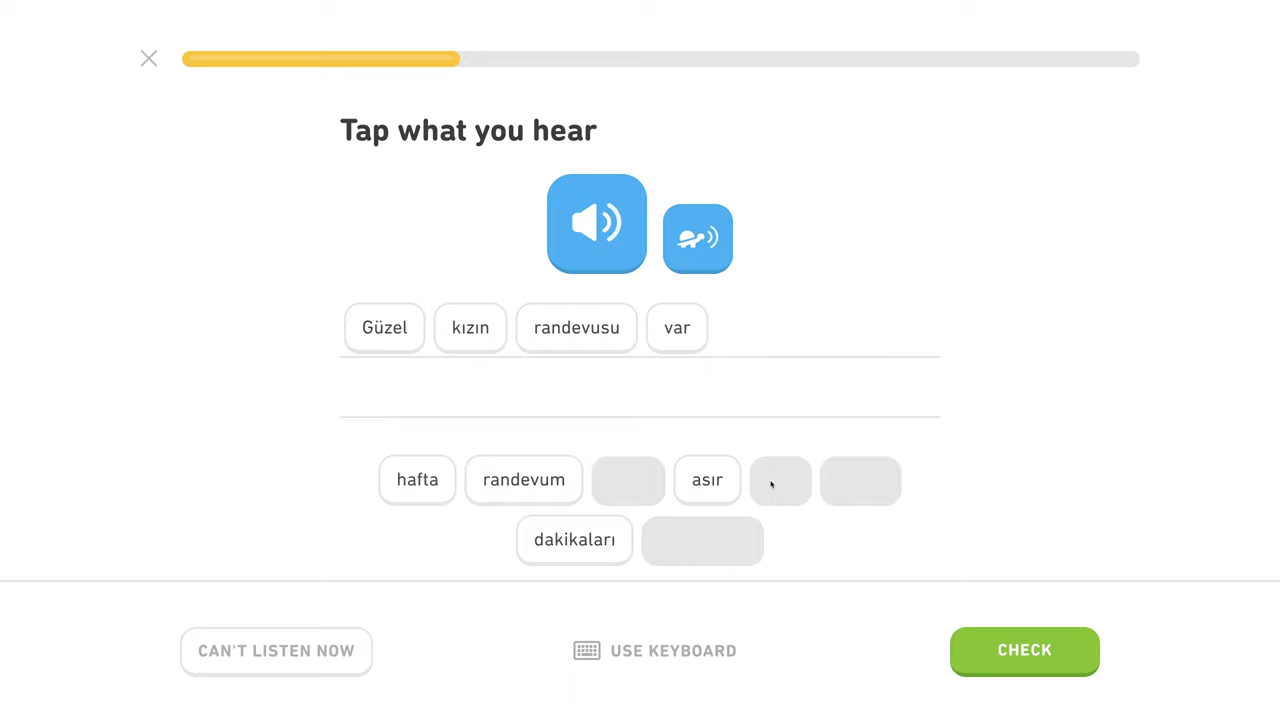 Tap what you hear
Güzel kızın randevusu var
hafta randevum asır
dakikaları
CAN'T LISTEN NOW USE KEYBOARD CHECK